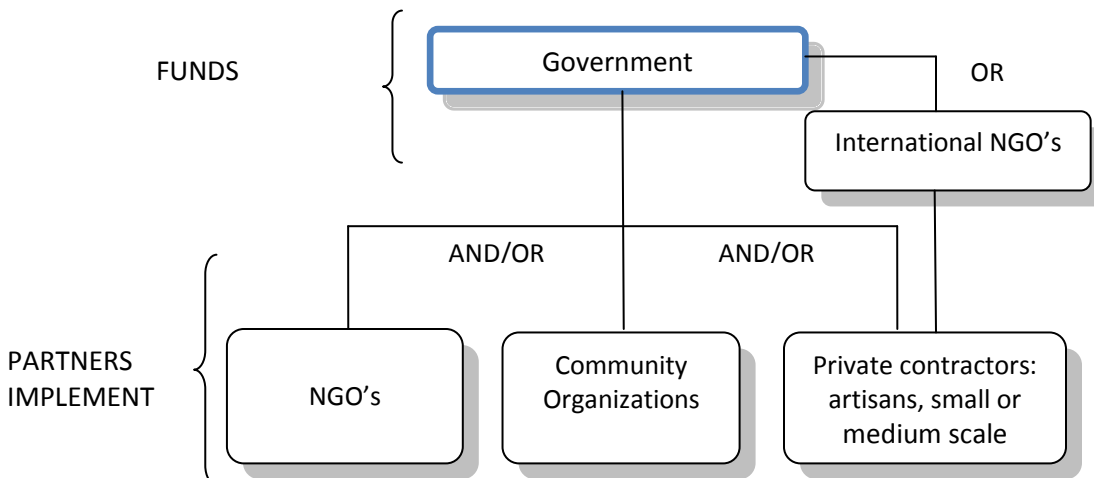 FUNDS
Government
OR
International NGO’s
AND/OR
AND/OR
PARTNERS
IMPLEMENT
NGO’s
Community
Organizations
Private contractors:
artisans, small or
medium scale